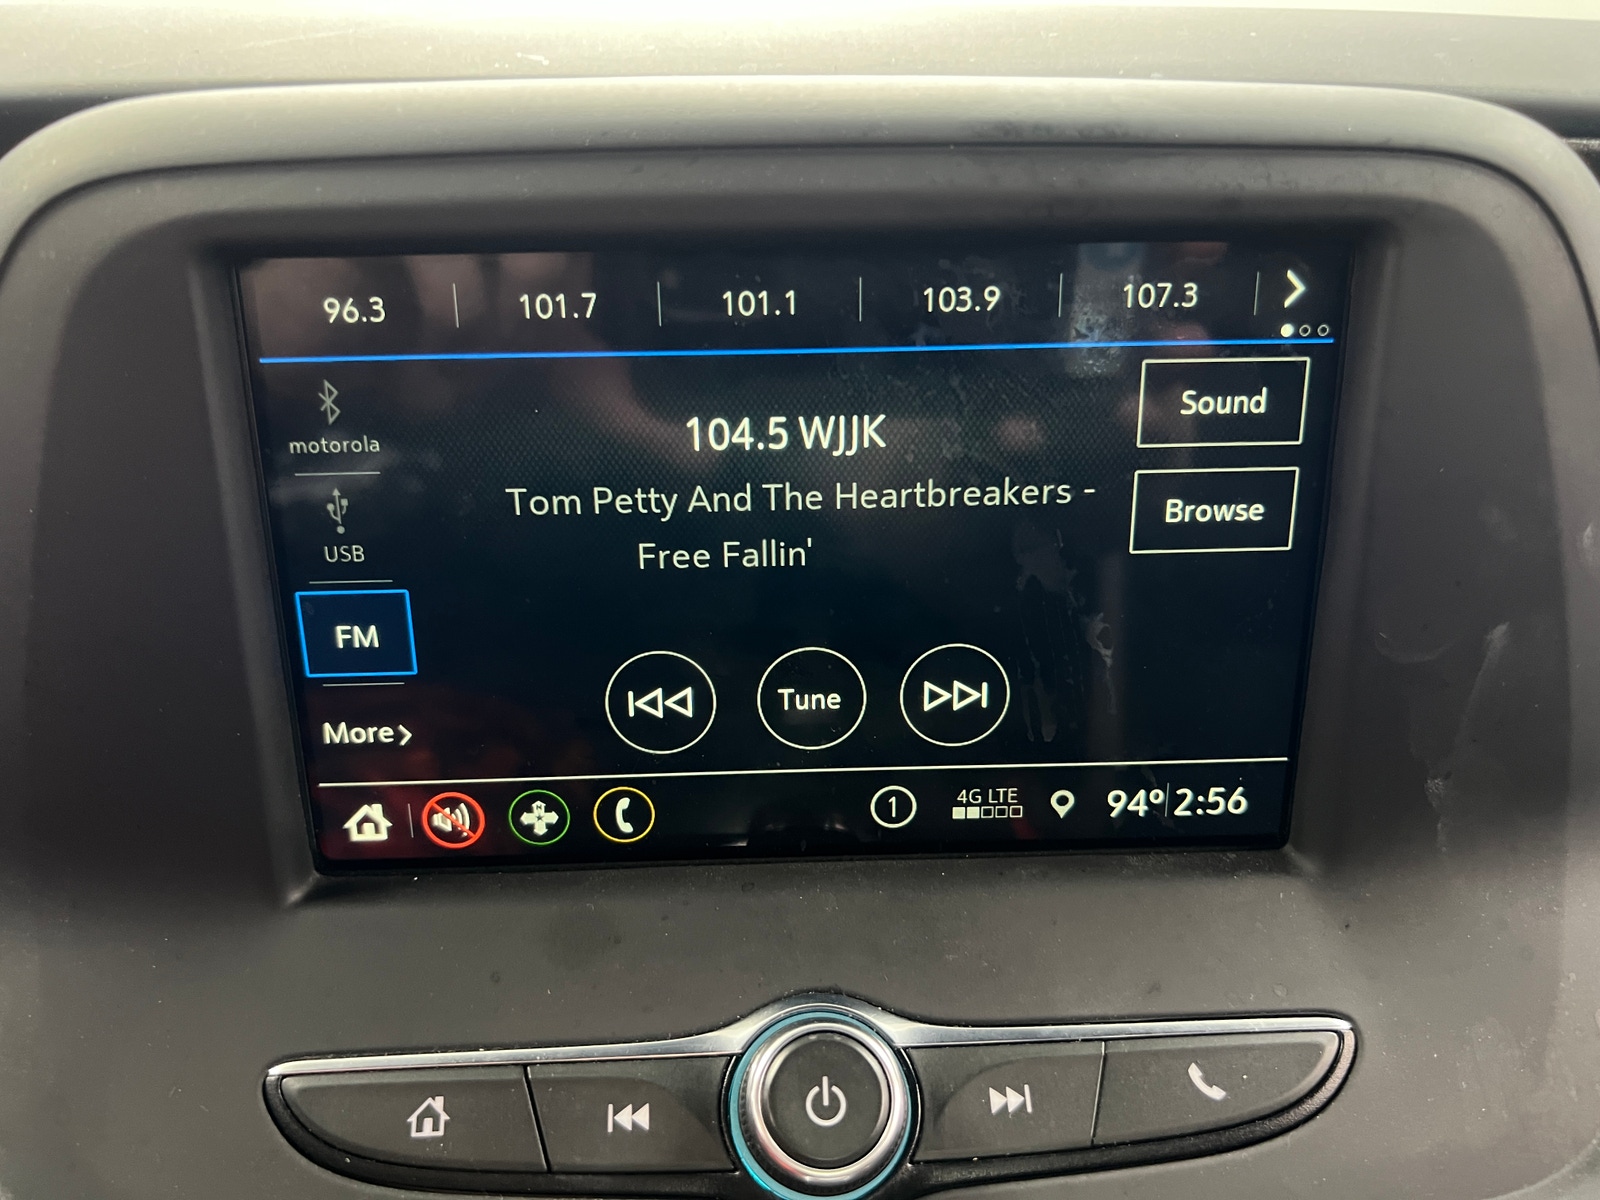 96.3 101.7 101.1 103.9 107.3
motorola
USB
FM
More
104.5 WJJK
Tom Petty And The Heartbreakers -
Free Fallin'
Sound
Browse
Tune
N
1
4G LTE
94° 2:56